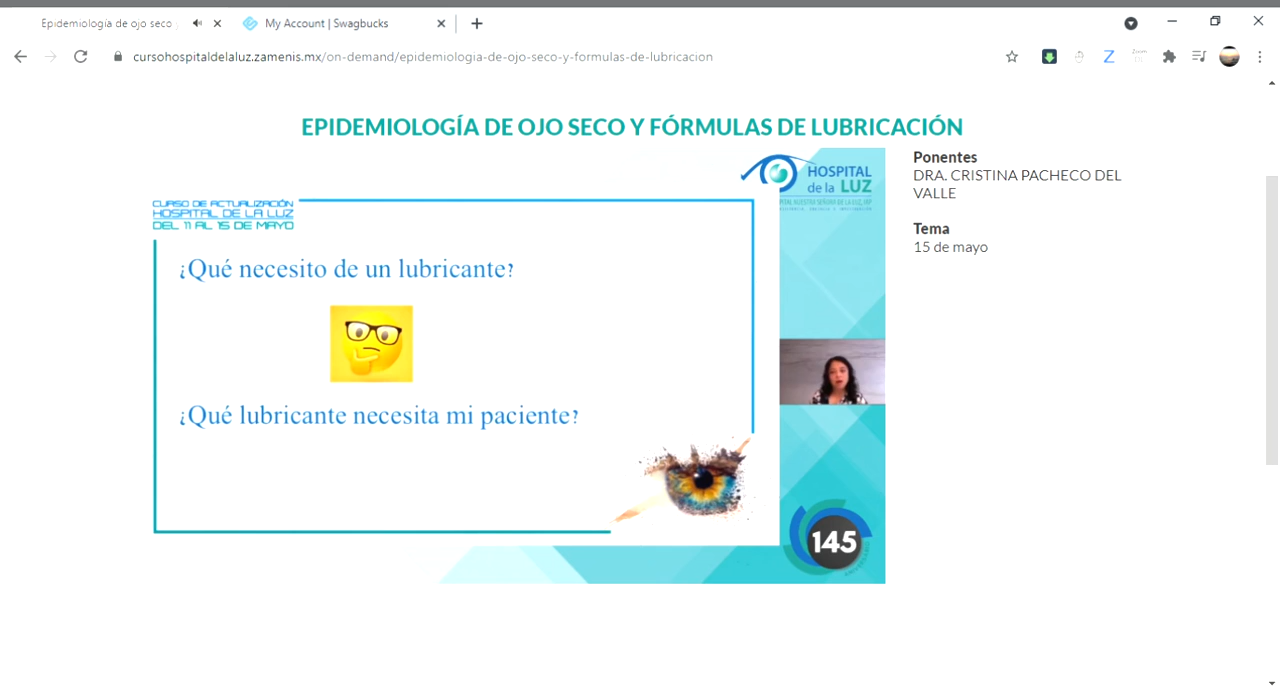 Epidemiología de ojo seco
My Account | Swagbucks
cursohospitaldelaluz.zamenis.mx/on-demand/epidemiologia-de-ojo-seco-y-formulas-de-lubricacion
EPIDEMIOLOGÍA DE OJO SECO Y FÓRMULAS DE LUBRICACIÓN
HOSPITAL
de la LUZ
CURSO DE ACTUALIZACIÓN
HOSPITAL DE LA LUZ
DEL 11 AL 15 DE MAYO
¿Qué necesito de un lubricante?
¿Qué lubricante necesita mi paciente?
145
ANIVERSARIO
Ponentes
DRA. CRISTINA PACHECO DEL
VALLE
Tema
15 de mayo